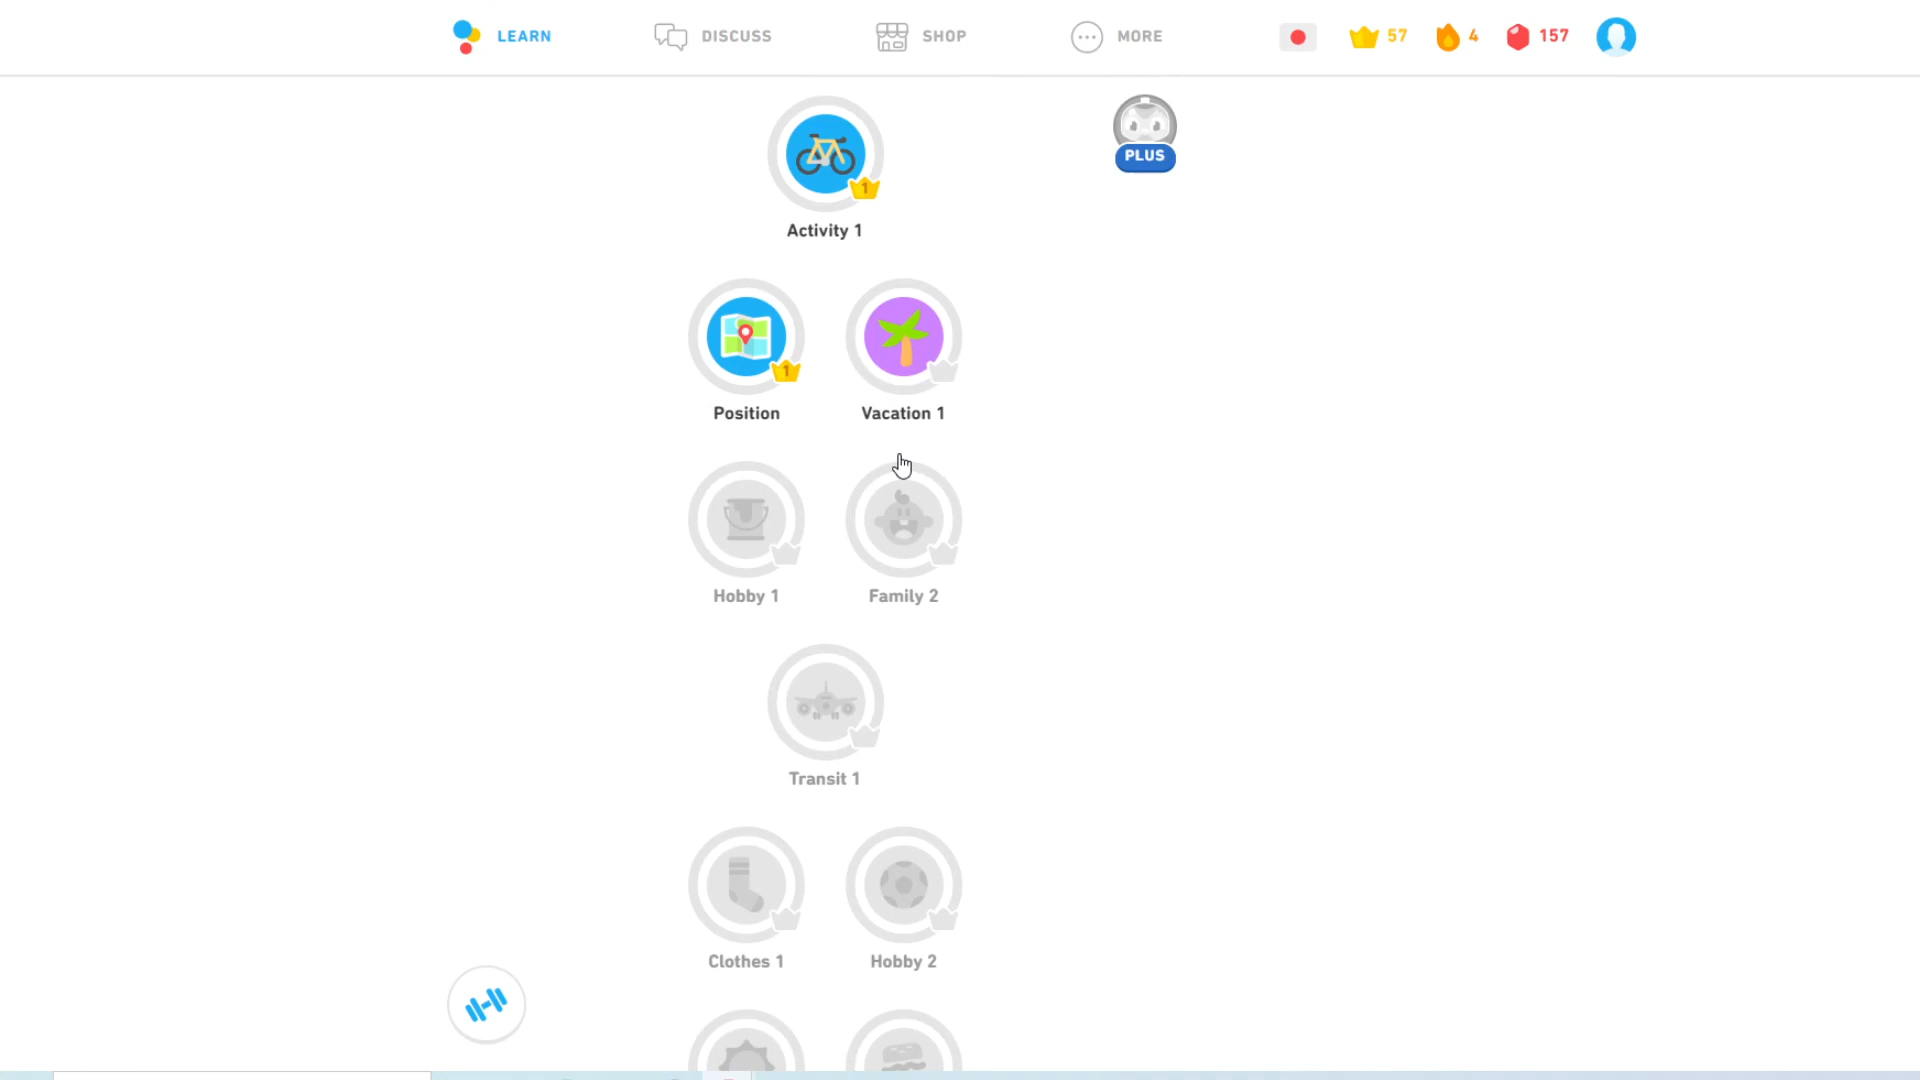 LEARN
DISCUSS
SHOP
MORE
57
4
157
1
Activity 1
PLUS
1
Position
Vacation 1
Hobby 1
Family 2
Transit 1
Clothes 1
Hobby 2